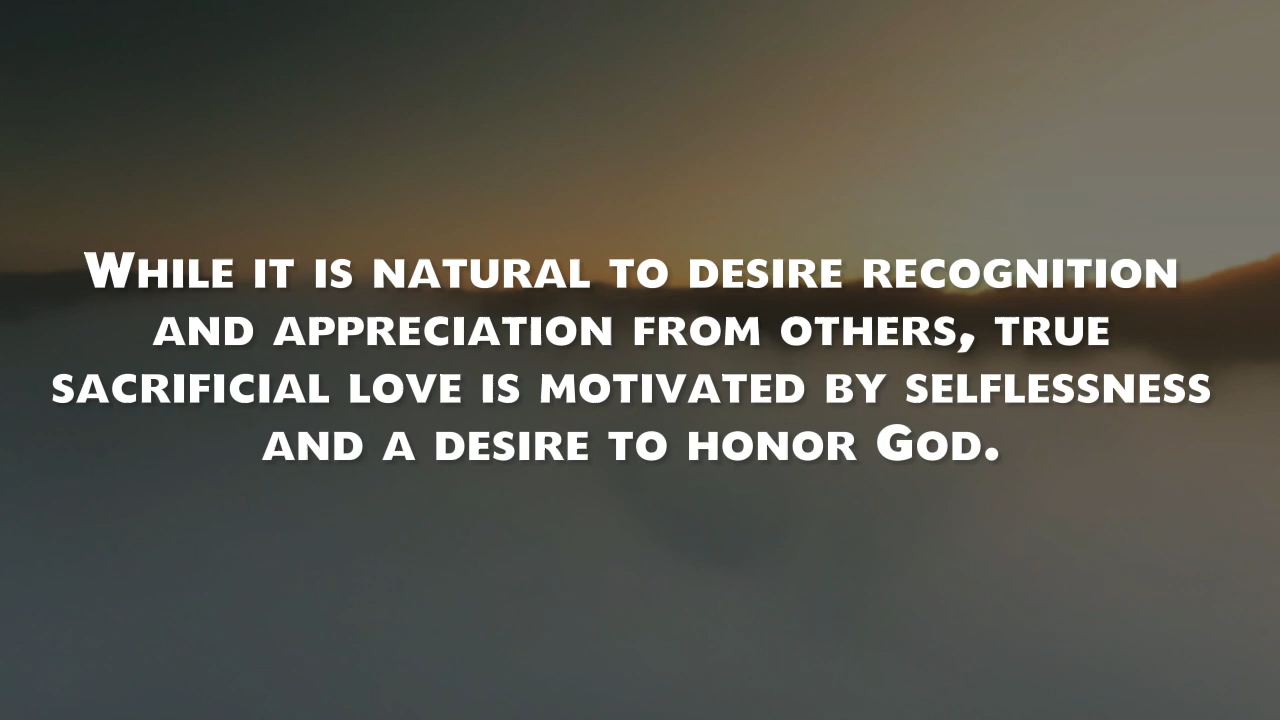 While it is natural to desire recognition
and appreciation from others, true
sacrificial love is motivated by selflessness
and a desire to honor God.